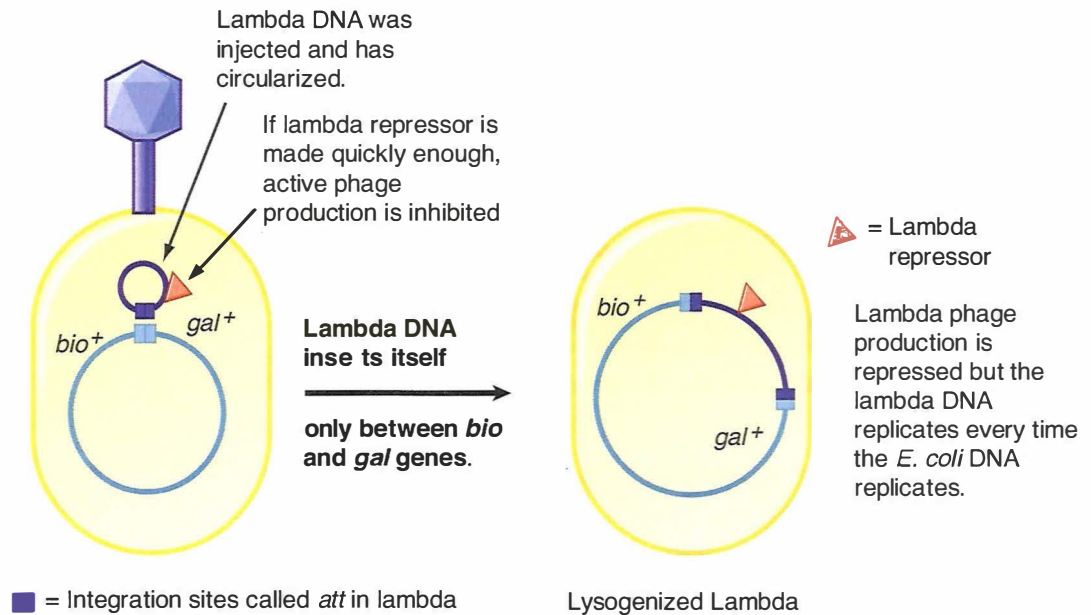 Lambda DNA was
injected and has
circularized.
If lambda repressor is
made quickly enough,
active phage
production is inhibited
bio+
gal+
Lambda DNA
inse ts itself
only between bio
and gal genes.
bio+
gal+
= Lambda
repressor
Lambda phage
production is
repressed but the
lambda DNA
replicates every time
the E. coli DNA
replicates.
= Integration sites called att in lambda
Lysogenized Lambda